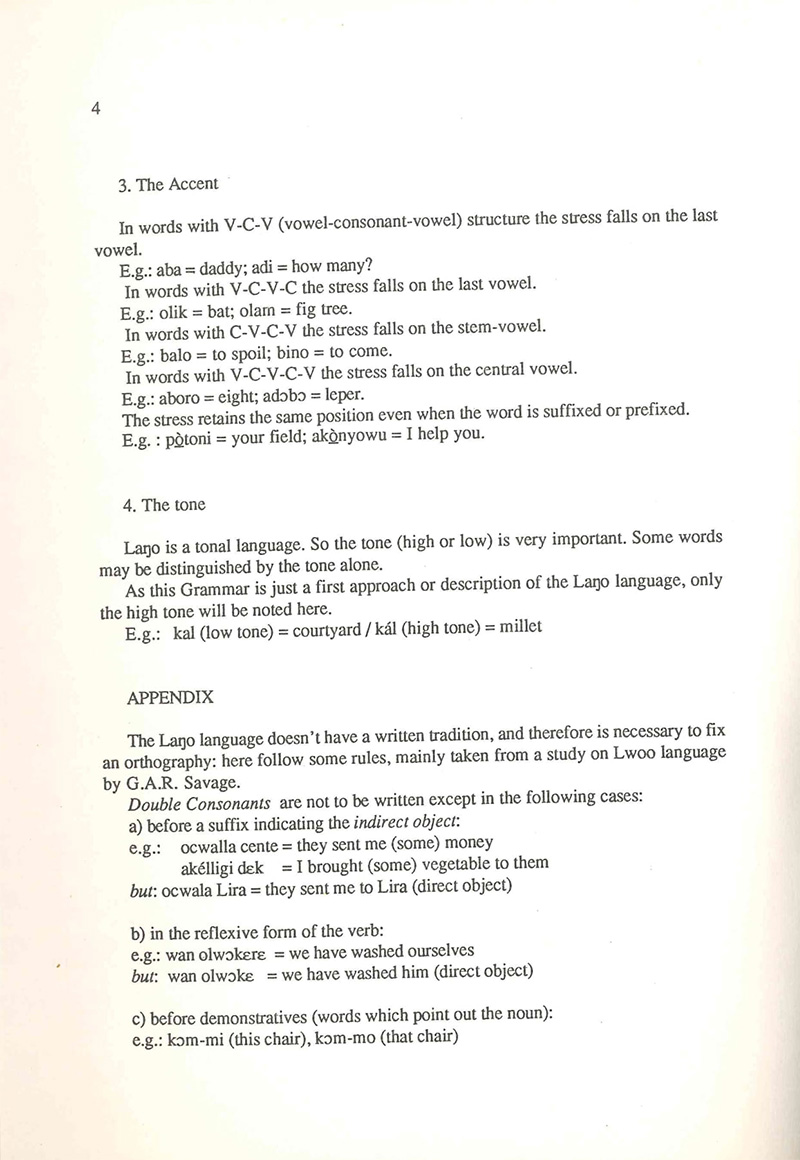 4
3. The Accent
In words with V-C-V (vowel-consonant-vowel) structure the stress falls on the last
vowel.
E.g.: aba = daddy; adi = how many?
In words with V-C-V-C the stress falls on the last vowel.
E.g.: olik = bat; olam = fig tree.
In words with C-V-C-V the stress falls on the stem-vowel.
E.g.: balo = to spoil; bino = to come.
In words with V-C-V-C-V the stress falls on the central vowel.
E.g.: aboro = eight; adɔbɔ = leper.
The stress retains the same position even when the word is suffixed or prefixed.
E.g. : pò̲toni = your field; akò̲nyowu = I help you.
4. The tone
Laŋo is a tonal language. So the tone (high or low) is very important. Some words
may be distinguished by the tone alone.
As this Grammar is just a first approach or description of the Laŋo language, only
the high tone will be noted here.
E.g.: kal (low tone) = courtyard / kál (high tone) = millet
APPENDIX
The Laŋo language doesn't have a written tradition, and therefore is necessary to fix
an orthography: here follow some rules, mainly taken from a study on Lwoo language
by G.A.R. Savage.
Double Consonants are not to be written except in the following cases:
a) before a suffix indicating the indirect object:
e.g.: ocwalla cente = they sent me (some) money
akélligi dɛk = I brought (some) vegetable to them
but: ocwala Lira = they sent me to Lira (direct object)
b) in the reflexive form of the verb:
e.g.: wan olwɔkɛrɛ = we have washed ourselves
but: wan olwɔkɛ = we have washed him (direct object)
c) before demonstratives (words which point out the noun):
e.g.: kɔm-mi (this chair), kɔm-mo (that chair)